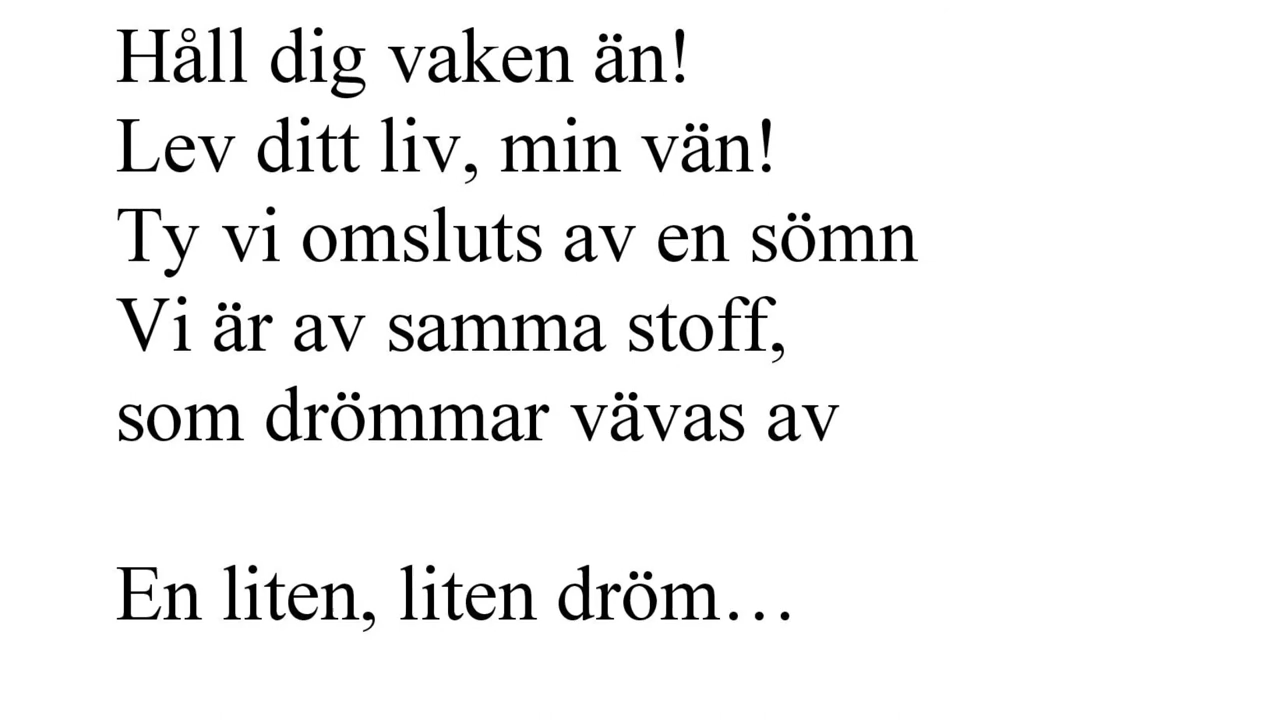 Håll dig vaken än!
Lev ditt liv, min vän!
Ty vi omsluts av en sömn
Vi är av samma stoff,
som drömmar vävas av
En liten, liten dröm…